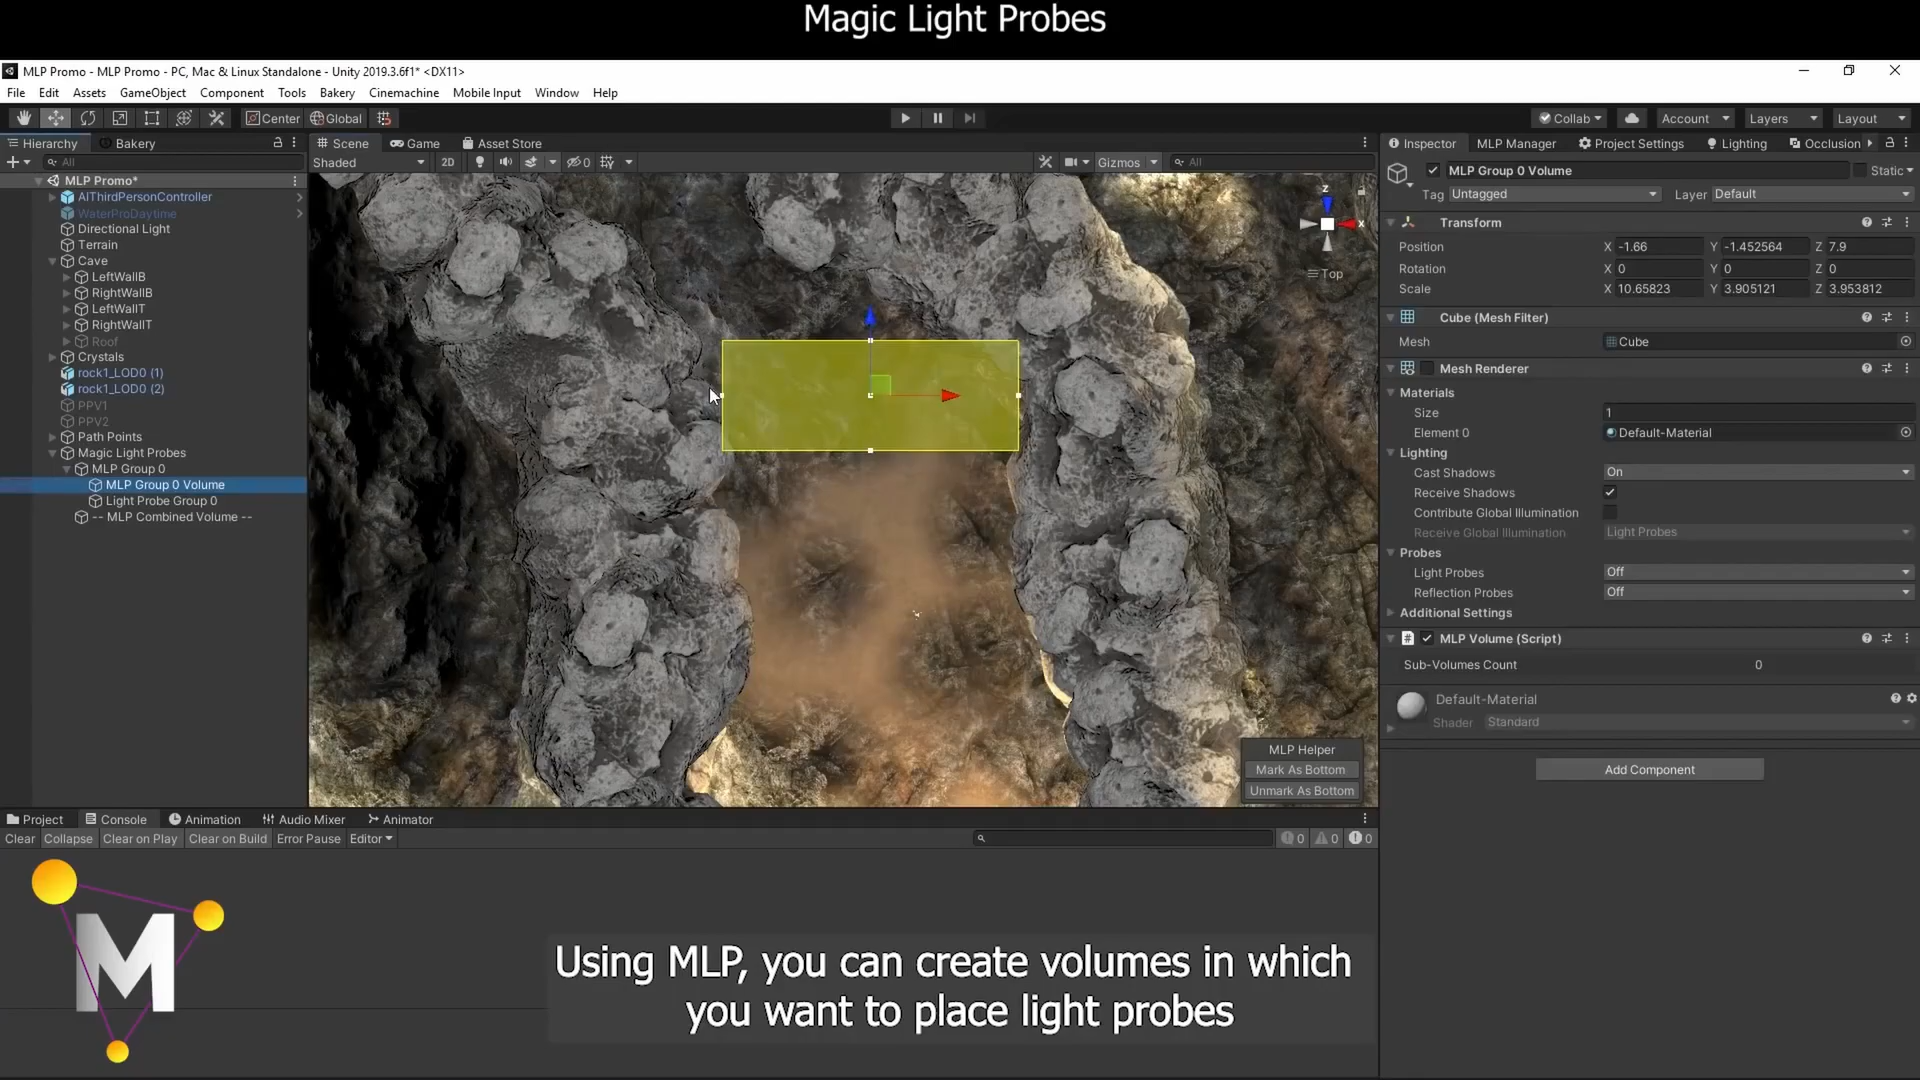 Magic Light Probes
MLP Promo - MLP Promo - PC, Mac & Linux Standalone - Unity 2019.3.6f1* <DX11>
File Edit Assets GameObject Component Tools Bakery Cinemachine Mobile Input Window Help
Center Global
Collab Account Layers Layout
Hierarchy Bakery
All
MLP Promo*
AIThirdPersonController
WaterProDaytime
Directional Light
Terrain
Cave
LeftWallB
RightWallB
LeftWallT
RightWallT
Roof
Crystals
rock1_LOD0 (1)
rock1_LOD0 (2)
PPV1
PPV2
Path Points
Magic Light Probes
MLP Group 0
MLP Group 0 Volume
Light Probe Group 0
-- MLP Combined Volume --
Scene Game Asset Store
Shaded 2D 0 Gizmos All
z
x
Top
MLP Helper
Mark As Bottom
Unmark As Bottom
Inspector MLP Manager Project Settings Lighting Occlusion
MLP Group 0 Volume Static
Tag Untagged Layer Default
Transform
Position X -1.66 Y -1.452564 Z 7.9
Rotation X 0 Y 0 Z 0
Scale X 10.65823 Y 3.905121 Z 3.953812
Cube (Mesh Filter)
Mesh Cube
Mesh Renderer
Materials
Size 1
Element 0 Default-Material
Lighting
Cast Shadows On
Receive Shadows
Contribute Global Illumination
Receive Global Illumination Light Probes
Probes
Light Probes Off
Reflection Probes Off
Additional Settings
# MLP Volume (Script)
Sub-Volumes Count 0
Default-Material
Shader Standard
Add Component
Project Console Animation Audio Mixer Animator
Clear Collapse Clear on Play Clear on Build Error Pause Editor 0 0 0
M
Using MLP, you can create volumes in which
you want to place light probes